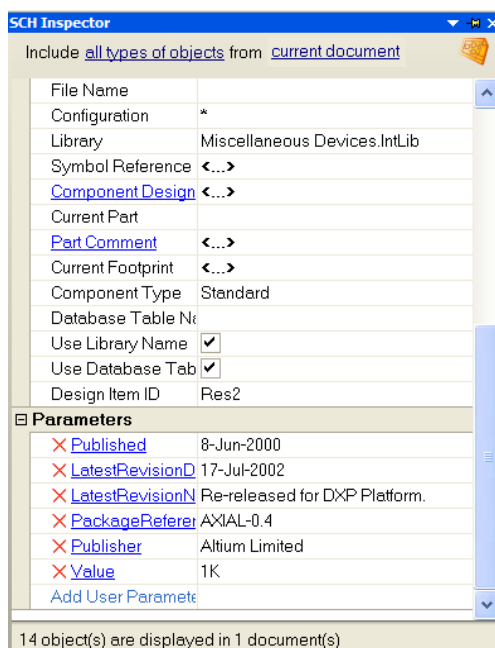 SCH Inspector
Include all types of objects from current document
File Name
Configuration *
Library Miscellaneous Devices.IntLib
Symbol Reference <...>
Component Design <...>
Current Part
Part Comment <...>
Current Footprint <...>
Component Type Standard
Database Table Na
Use Library Name
Use Database Tab
Design Item ID Res2
Parameters
Published 8-Jun-2000
LatestRevisionD 17-Jul-2002
LatestRevisionN Re-released for DXP Platform.
PackageReferen AXIAL-0.4
Publisher Altium Limited
Value 1K
Add User Paramete
14 object(s) are displayed in 1 document(s)